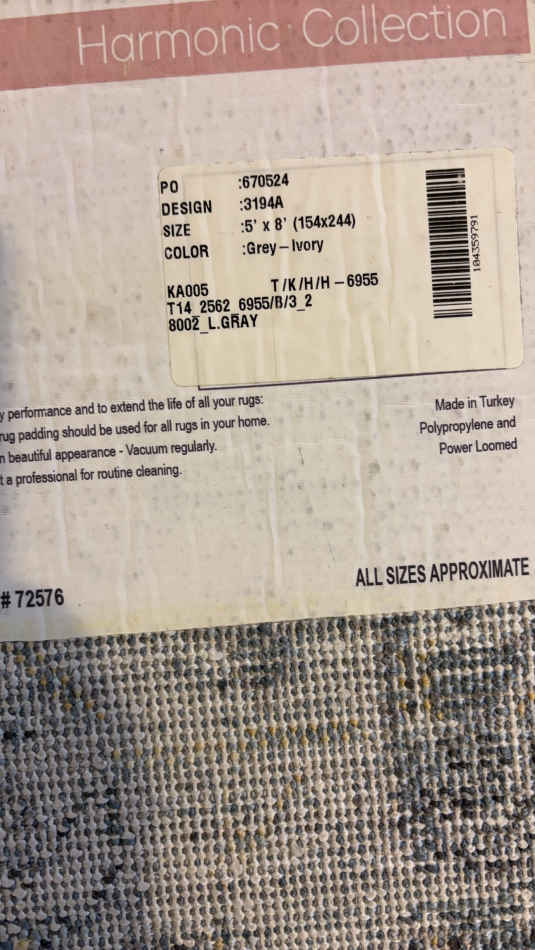 Harmonic Collection
PO :670524
DESIGN :3194A
SIZE :5' x 8' (154x244)
COLOR :Grey – Ivory
KA005 T/K/H/H – 6955
T14_2562_6955/B/3_2
8002_L.GRAY
104359791
y performance and to extend the life of all your rugs:
rug padding should be used for all rugs in your home.
n beautiful appearance - Vacuum regularly.
t a professional for routine cleaning.
Made in Turkey
Polypropylene and
Power Loomed
# 72576
ALL SIZES APPROXIMATE